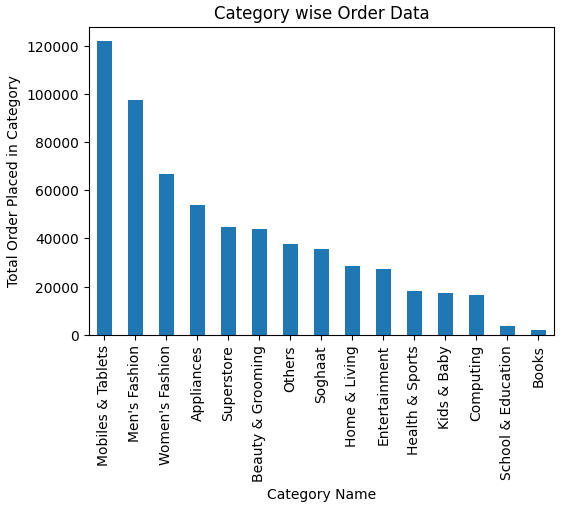 Category wise Order Data
Total Order Placed in Category
120000
100000
80000
60000
40000
20000
0
Mobiles & Tablets
Men's Fashion
Women's Fashion
Appliances
Superstore
Beauty & Grooming
Others
Soghaat
Home & Living
Entertainment
Health & Sports
Kids & Baby
Computing
School & Education
Books
Category Name